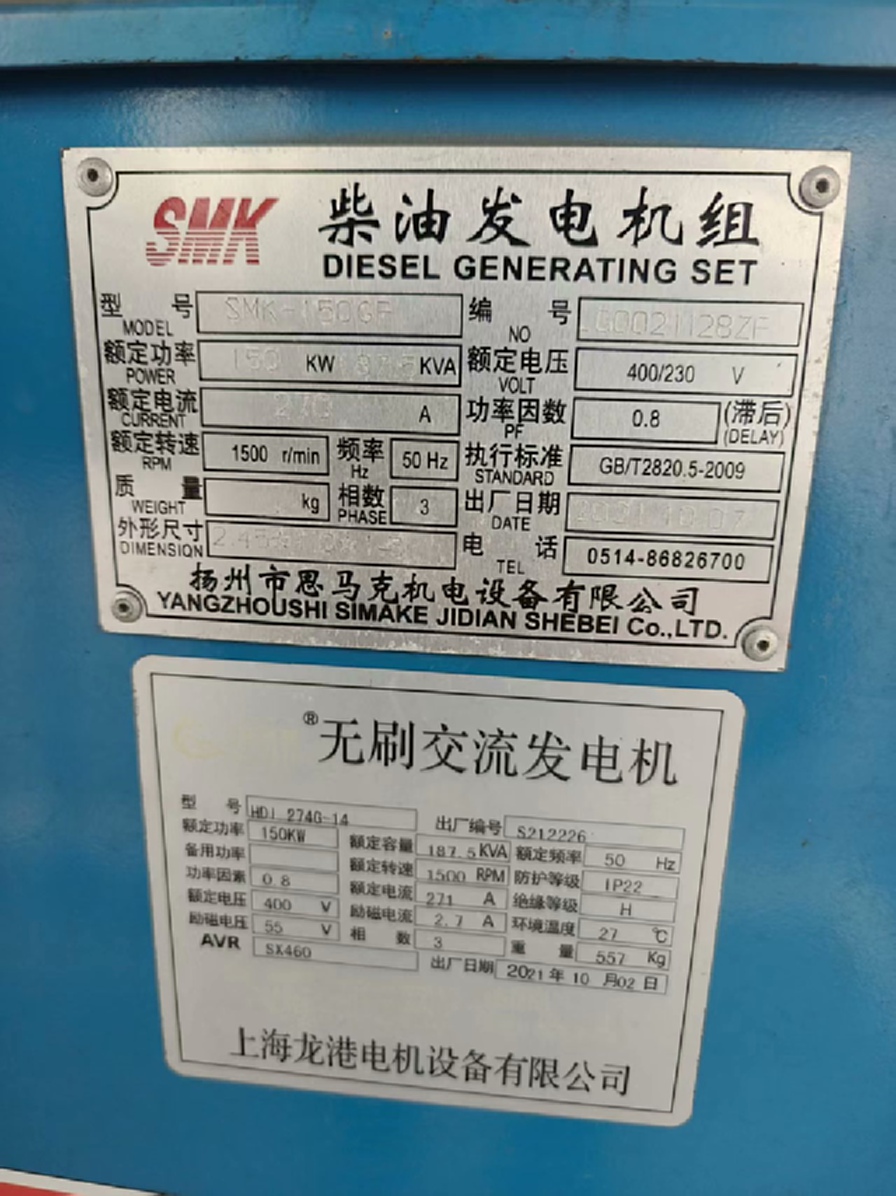 SMK 柴油发电机组
DIESEL GENERATING SET
型号 MODEL SMK-150GF 编号 NO
额定功率 POWER 150 KW KVA 额定电压 VOLT 400/230 V
额定电流 CURRENT A 功率因数 PF 0.8 (滞后) (DELAY)
额定转速 RPM 1500 r/min 频率 Hz 50 Hz 执行标准 STANDARD GB/T2820.5-2009
质量 WEIGHT kg 相数 PHASE 3 出厂日期 DATE
外形尺寸 DIMENSION 电话 TEL 0514-86826700
扬州市思马克机电设备有限公司
YANGZHOUSHI SIMAKE JIDIAN SHEBEI Co.,LTD.
® 无刷交流发电机
型号 HDI 274G-14 出厂编号 S212226
额定功率 150KW 额定容量 187.5 KVA 额定频率 50 Hz
备用功率 额定转速 1500 RPM 防护等级 IP22
功率因素 0.8 额定电流 271 A 绝缘等级 H
额定电压 400 V 励磁电流 2.7 A 环境温度 27 ℃
励磁电压 55 V 相数 3 重量 557 Kg
AVR SX460 出厂日期 2021 年 10 月 02 日
上海龙港电机设备有限公司